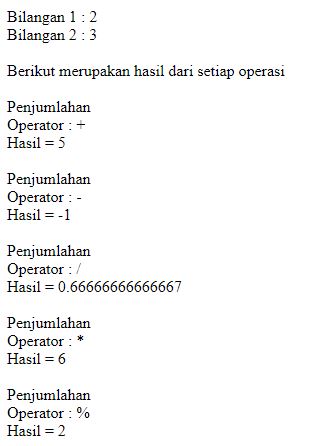 Bilangan 1 : 2
Bilangan 2 : 3
Berikut merupakan hasil dari setiap operasi
Penjumlahan
Operator : +
Hasil = 5
Penjumlahan
Operator : -
Hasil = -1
Penjumlahan
Operator : /
Hasil = 0.66666666666667
Penjumlahan
Operator : *
Hasil = 6
Penjumlahan
Operator : %
Hasil = 2